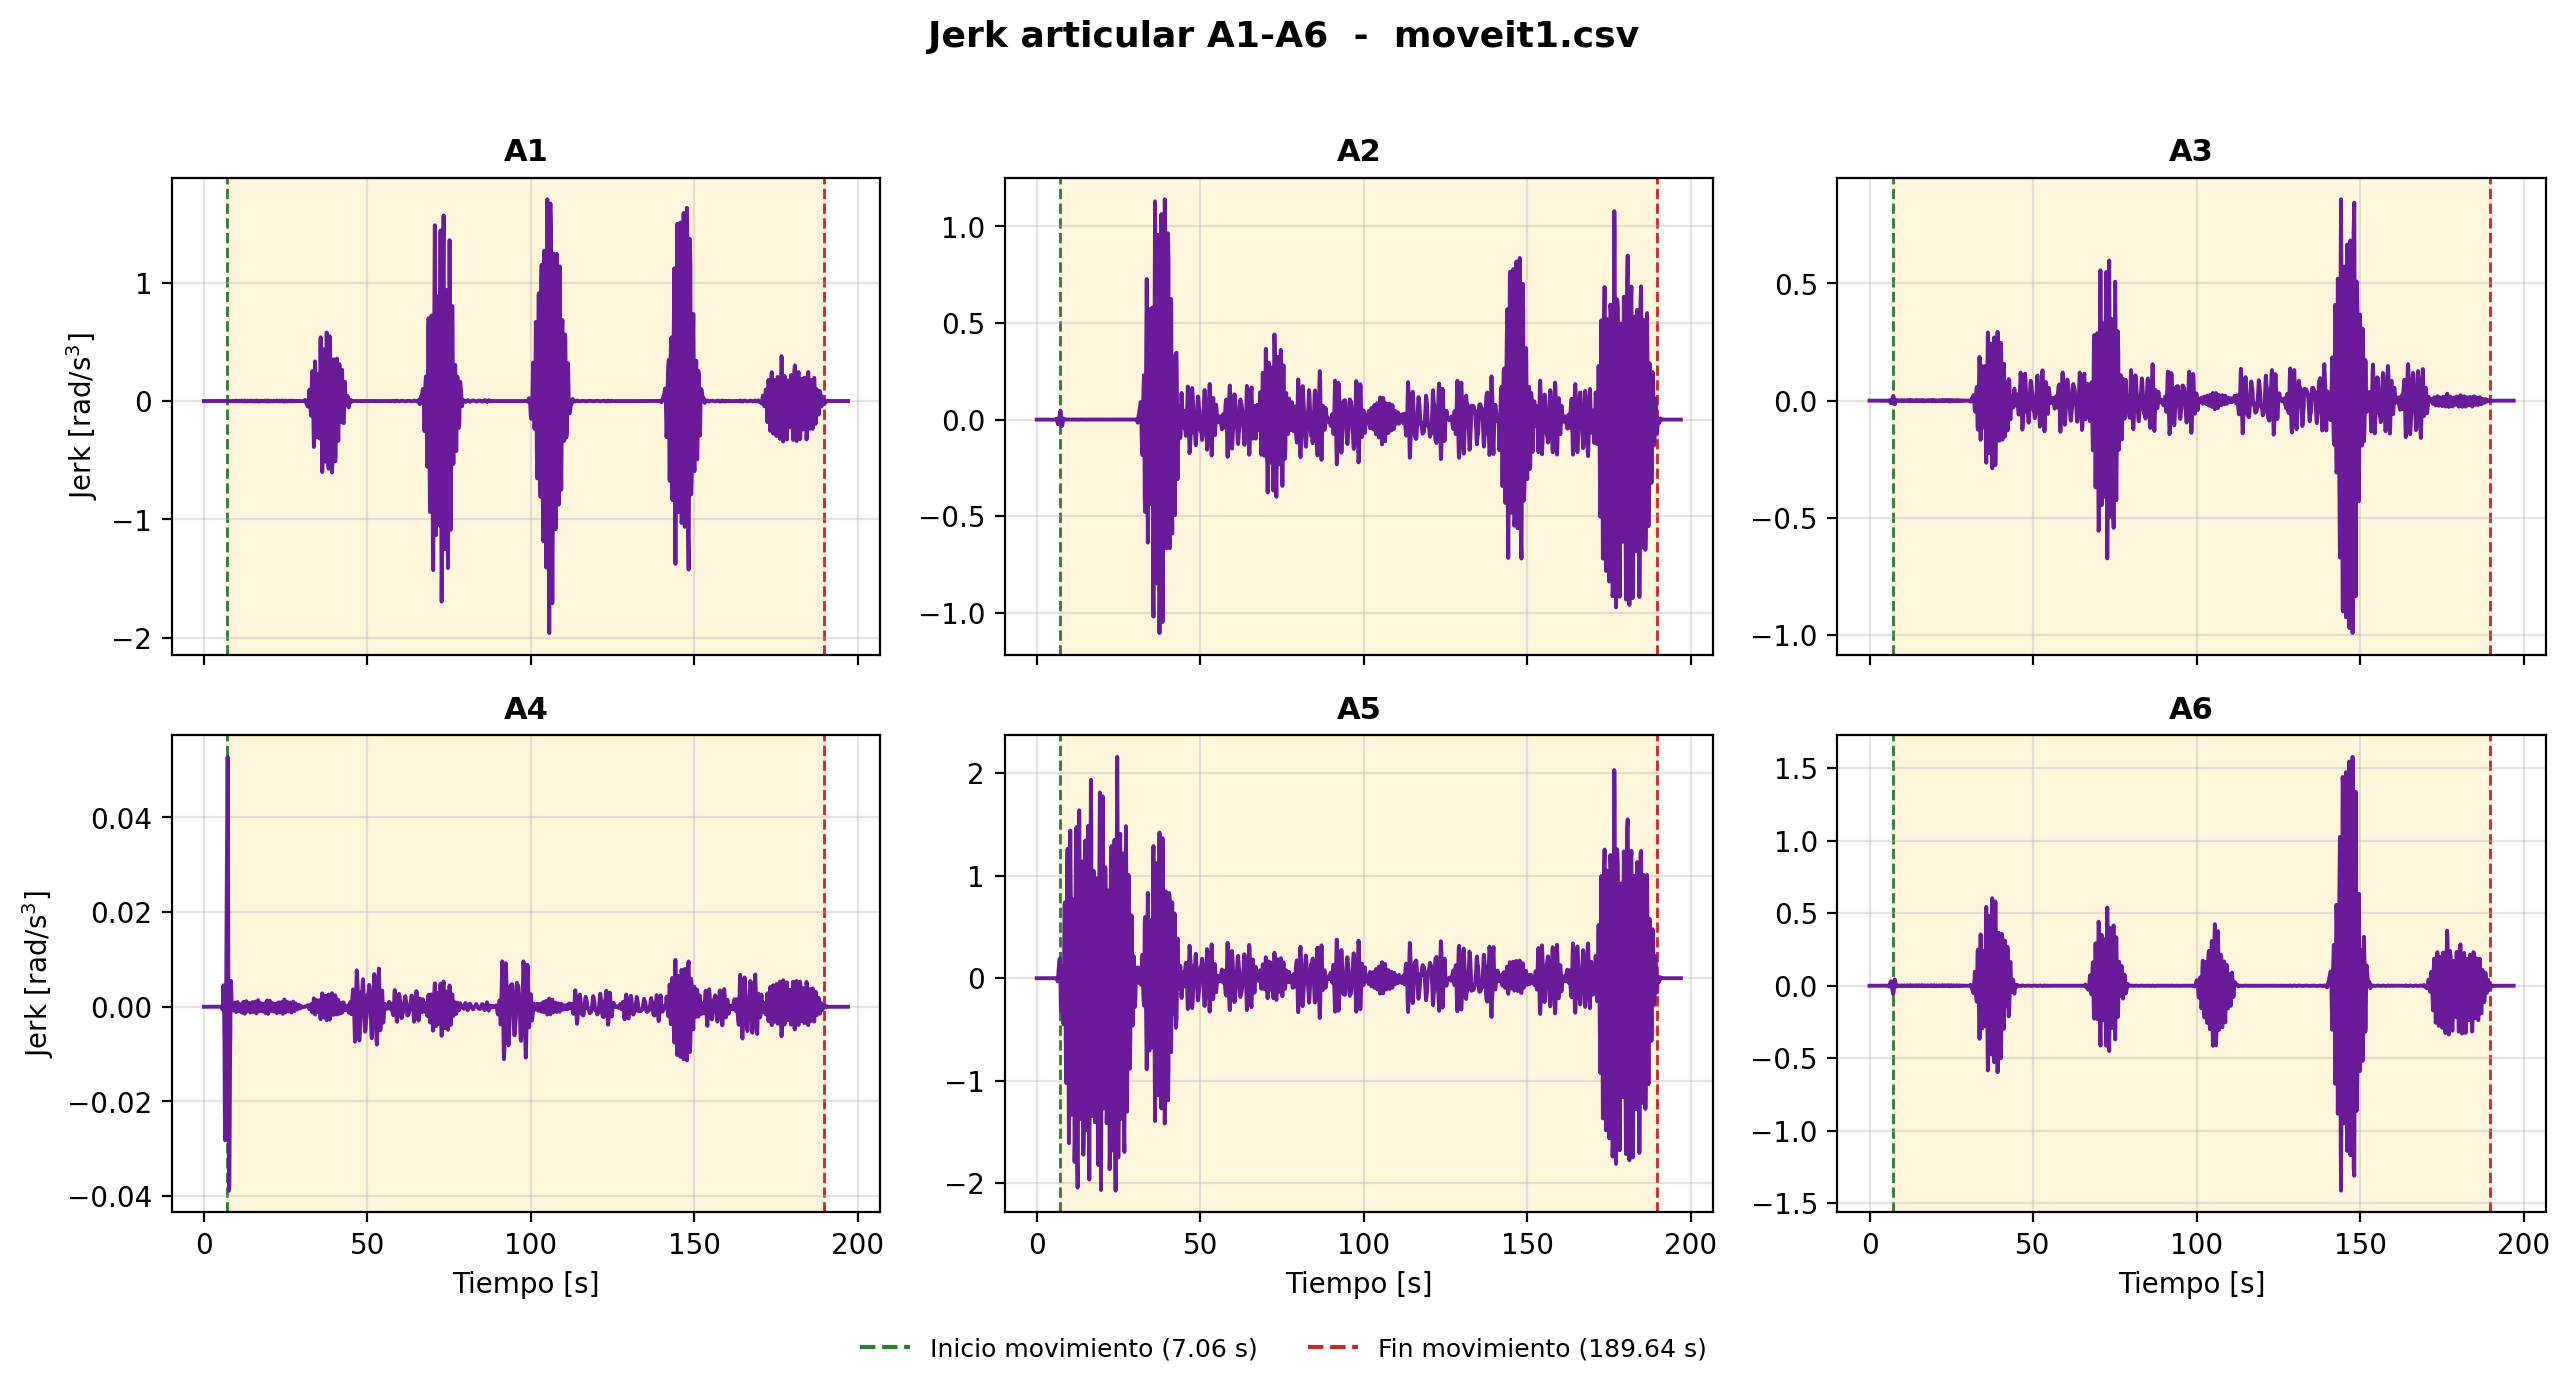 Jerk articular A1-A6  -  moveit1.csv
A1
A2
A3
Jerk [rad/s³]
1
0
−1
−2
1.0
0.5
0.0
−0.5
−1.0
0.5
0.0
−0.5
−1.0
A4
A5
A6
Jerk [rad/s³]
0.04
0.02
0.00
−0.02
−0.04
2
1
0
−1
−2
1.5
1.0
0.5
0.0
−0.5
−1.0
−1.5
0 50 100 150 200
0 50 100 150 200
0 50 100 150 200
Tiempo [s]
Tiempo [s]
Tiempo [s]
Inicio movimiento (7.06 s)
Fin movimiento (189.64 s)